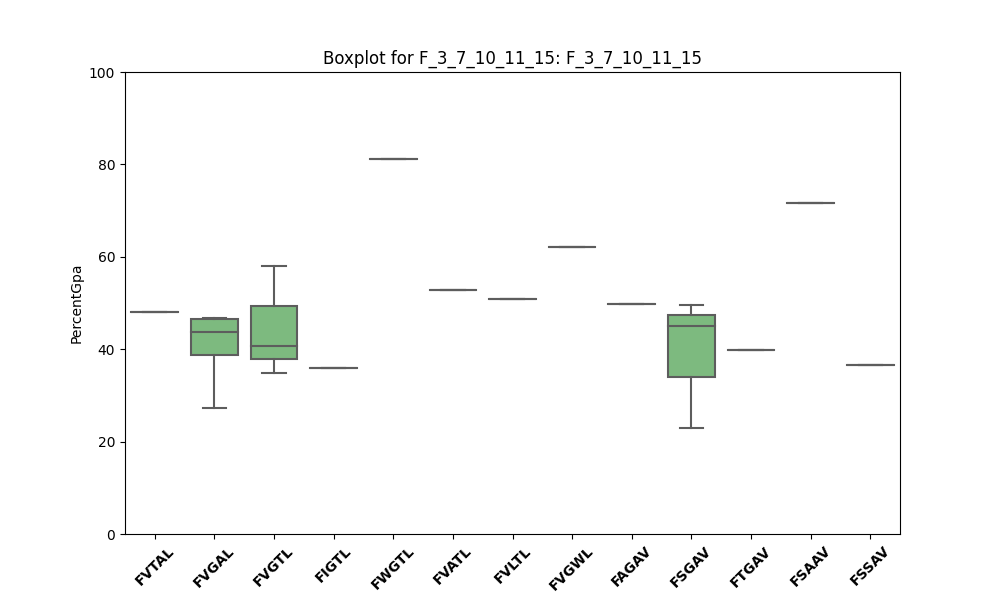 Boxplot for F_3_7_10_11_15: F_3_7_10_11_15
100
80
60
40
20
0
PercentGpa
FVTAL
FVGAL
FVGTL
FIGTL
FWGTL
FVATL
FVLTL
FVGWL
FAGAV
FSGAV
FTGAV
FSAAV
FSSAV